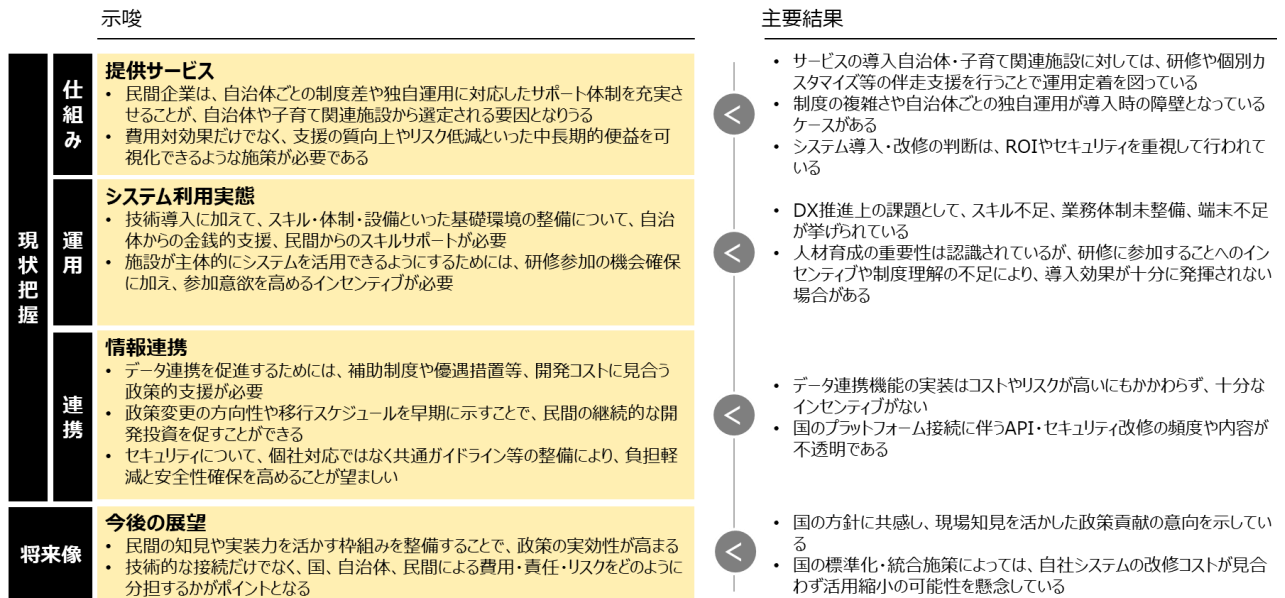 示唆
主要結果
現状把握
仕組み
提供サービス
• 民間企業は、自治体ごとの制度差や独自運用に対応したサポート体制を充実さ
せることが、自治体や子育て関連施設から選定される要因となりうる
• 費用対効果だけでなく、支援の質向上やリスク低減といった中長期的便益を可
視化できるような施策が必要である
<
• サービスの導入自治体・子育て関連施設に対しては、研修や個別カ
スタマイズ等の伴走支援を行うことで運用定着を図っている
• 制度の複雑さや自治体ごとの独自運用が導入時の障壁となっている
ケースがある
• システム導入・改修の判断は、ROIやセキュリティを重視して行われて
いる
運用
システム利用実態
• 技術導入に加えて、スキル・体制・設備といった基礎環境の整備について、自治
体からの金銭的支援、民間からのスキルサポートが必要
• 施設が主体的にシステムを活用できるようにするためには、研修参加の機会確保
に加え、参加意欲を高めるインセンティブが必要
<
• DX推進上の課題として、スキル不足、業務体制未整備、端末不足
が挙げられている
• 人材育成の重要性は認識されているが、研修に参加することへのイン
センティブや制度理解の不足により、導入効果が十分に発揮されない
場合がある
連携
情報連携
• データ連携を促進するためには、補助制度や優遇措置等、開発コストに見合う
政策的支援が必要
• 政策変更の方向性や移行スケジュールを早期に示すことで、民間の継続的な開
発投資を促すことができる
• セキュリティについて、個社対応ではなく共通ガイドライン等の整備により、負担軽
減と安全性確保を高めることが望ましい
<
• データ連携機能の実装はコストやリスクが高いにもかかわらず、十分な
インセンティブがない
• 国のプラットフォーム接続に伴うAPI・セキュリティ改修の頻度や内容が
不透明である
将来像
今後の展望
• 民間の知見や実装力を活かす枠組みを整備することで、政策の実効性が高まる
• 技術的な接続だけでなく、国、自治体、民間による費用・責任・リスクをどのように
分担するかがポイントとなる
<
• 国の方針に共感し、現場知見を活かした政策貢献の意向を示してい
る
• 国の標準化・統合施策によっては、自社システムの改修コストが見合
わず活用縮小の可能性を懸念している